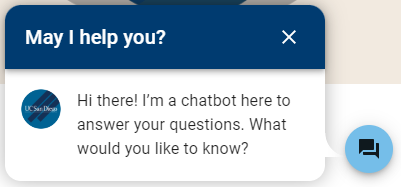 May I help you?
UC San Diego
Hi there! I’m a chatbot here to
answer your questions. What
would you like to know?